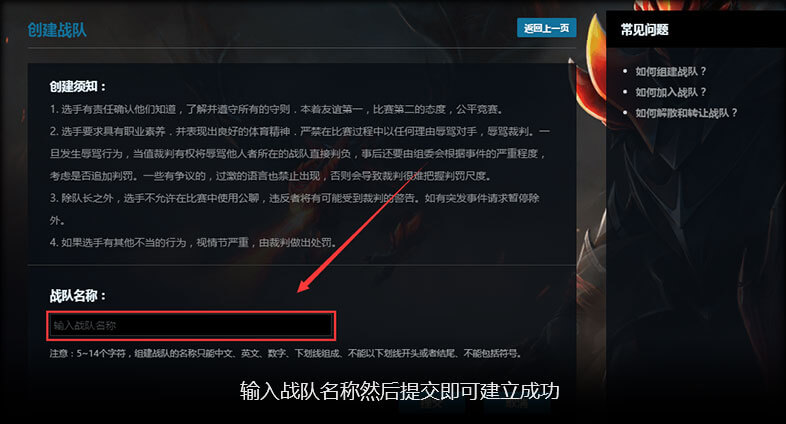 创建战队
返回上一页
创建须知：
1. 选手有责任确认他们知道，了解并遵守所有的守则．本着友谊第一，比赛第二的态度，公平竞赛。
2. 选手要求具有职业素养．并表现出良好的体育精神．严禁在比赛过程中以任何理由辱骂对手，辱骂裁判。一
旦发生辱骂行为，当值裁判有权将辱骂他人者所在的战队直接判负，事后还要由组委会根据事件的严重程度，
考虑是否追加判罚。一些有争议的，过激的语言也禁止出现，否则会导致裁判很难把握判罚尺度。
3. 除队长之外，选手不允许在比赛中使用公聊，违反者将有可能受到裁判的警告。如有突发事件请求暂停除
外。
4. 如果选手有其他不当的行为，视情节严重，由裁判做出处罚。
战队名称：
输入战队名称
注意：5~14个字符，组建战队的名称只能中文、英文、数字、下划线组成、不能以下划线开头或者结尾、不能包括符号。
输入战队名称然后提交即可建立成功
常见问题
如何组建战队？
如何加入战队？
如何解散和转让战队？